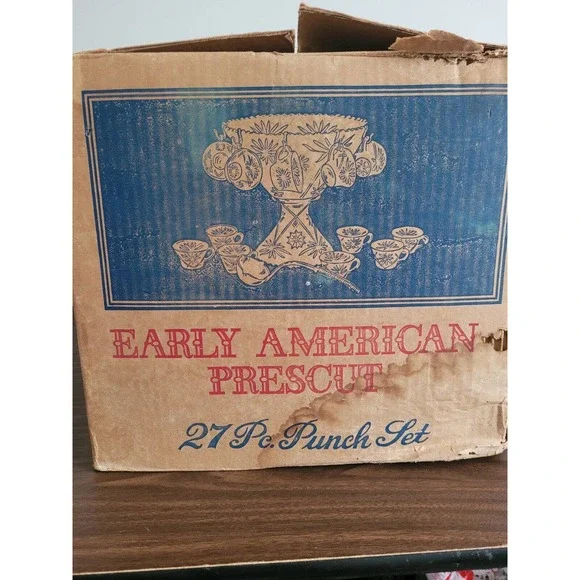 EARLY AMERICAN
PRESCUT
27 Pc. Punch Set